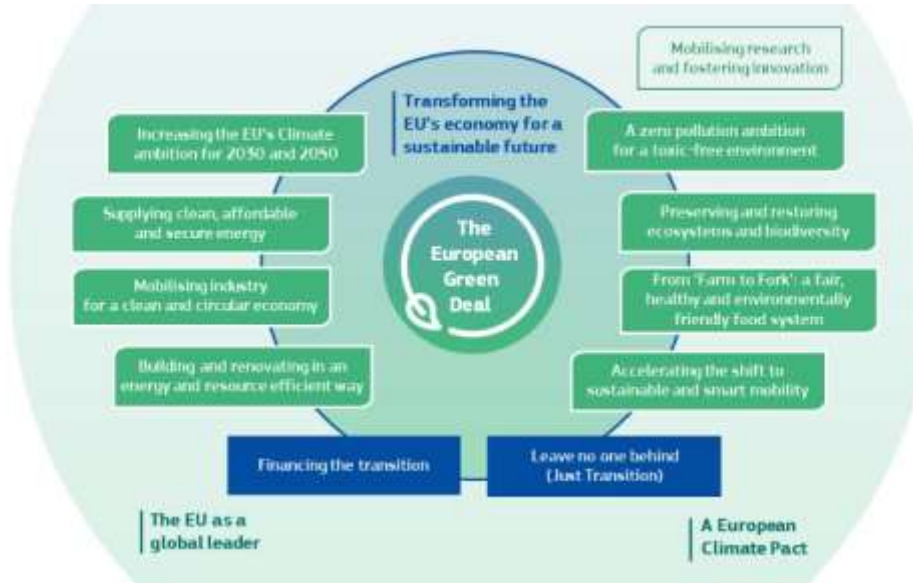 Mobilising research
and fostering innovation
Transforming the
EU's economy for a
sustainable future
Increasing the EU's Climate
ambition for 2030 and 2050
A zero pollution ambition
for a toxic-free environment
Supplying clean, affordable
and secure energy
The
European
Green
Deal
Preserving and restoring
ecosystems and biodiversity
Mobilising industry
for a clean and circular economy
From 'Farm to Fork': a fair,
healthy and environmentally
friendly food system
Building and renovating in an
energy and resource efficient way
Accelerating the shift to
sustainable and smart mobility
Financing the transition
Leave no one behind
(Just Transition)
The EU as a
global leader
A European
Climate Pact